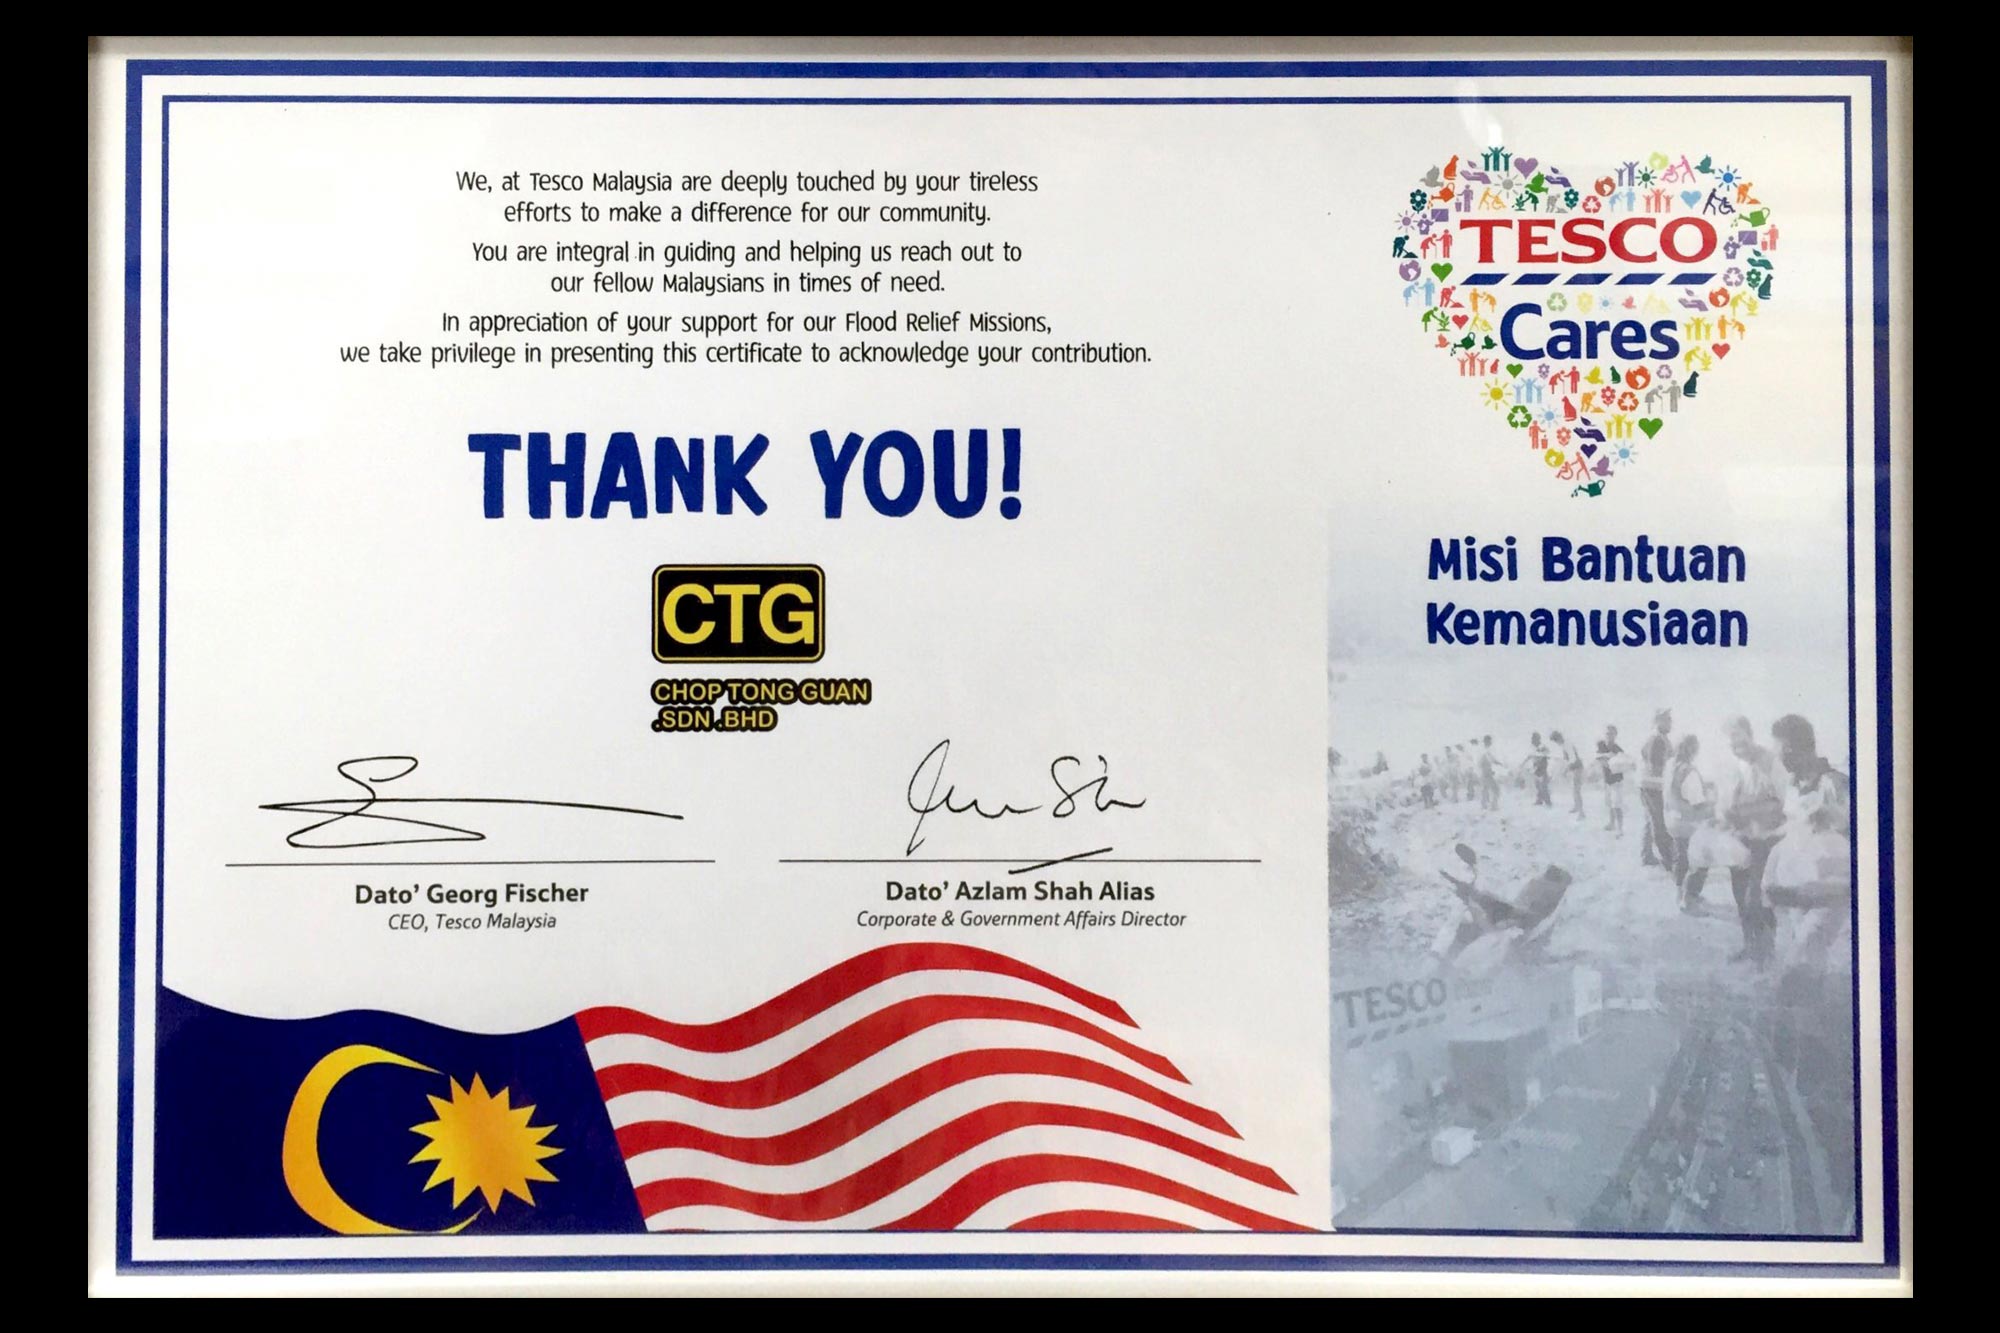 We, at Tesco Malaysia are deeply touched by your tireless
efforts to make a difference for our community.
You are integral in guiding and helping us reach out to
our fellow Malaysians in times of need.
In appreciation of your support for our Flood Relief Missions,
we take privilege in presenting this certificate to acknowledge your contribution.
THANK YOU!
CTG
CHOP TONG GUAN
.SDN .BHD
Dato' Georg Fischer
CEO, Tesco Malaysia
Dato' Azlam Shah Alias
Corporate & Government Affairs Director
TESCO
Cares
Misi Bantuan
Kemanusiaan
TESCO